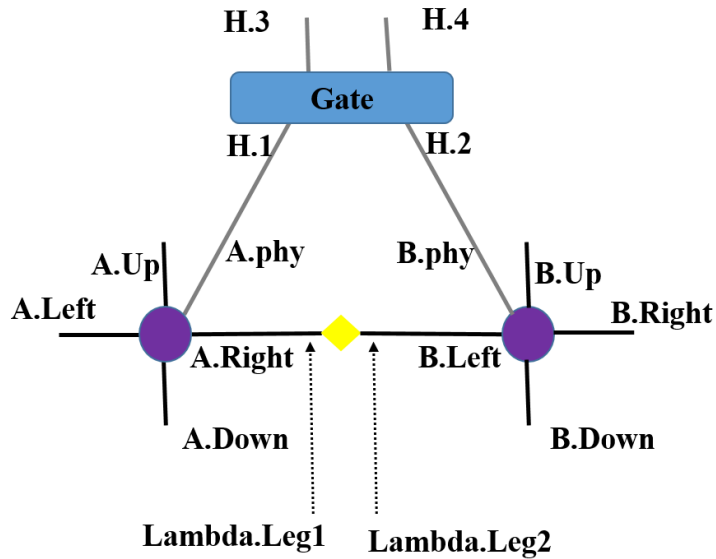 H.3
H.4
Gate
H.1
H.2
A.phy
B.phy
A.Up
B.Up
A.Left
B.Right
A.Right
B.Left
A.Down
B.Down
Lambda.Leg1
Lambda.Leg2